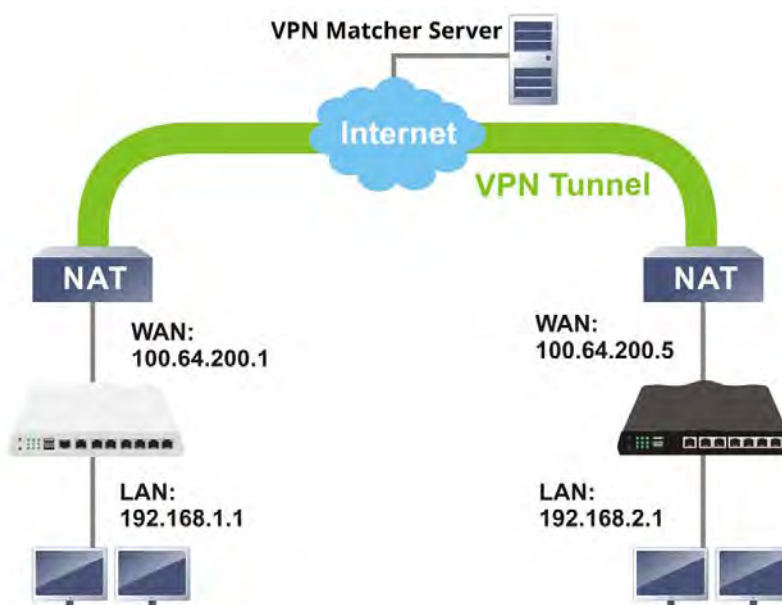 VPN Matcher Server
Internet
VPN Tunnel
NAT
NAT
WAN:
100.64.200.1
WAN:
100.64.200.5
LAN:
192.168.1.1
LAN:
192.168.2.1